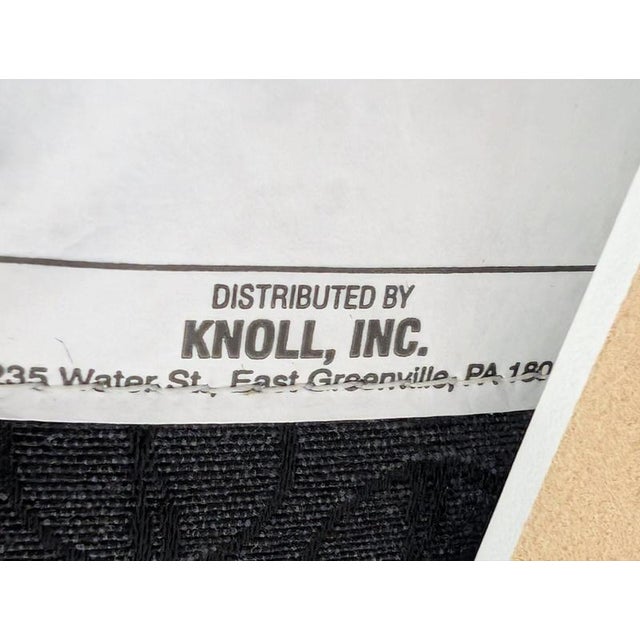 DISTRIBUTED BY
KNOLL, INC.
235 Water St., East Greenville, PA 180